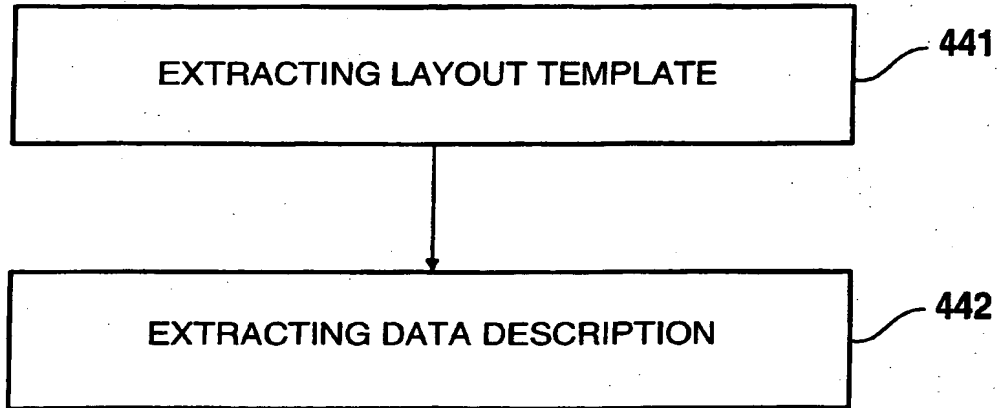 EXTRACTING LAYOUT TEMPLATE
441
EXTRACTING DATA DESCRIPTION
442